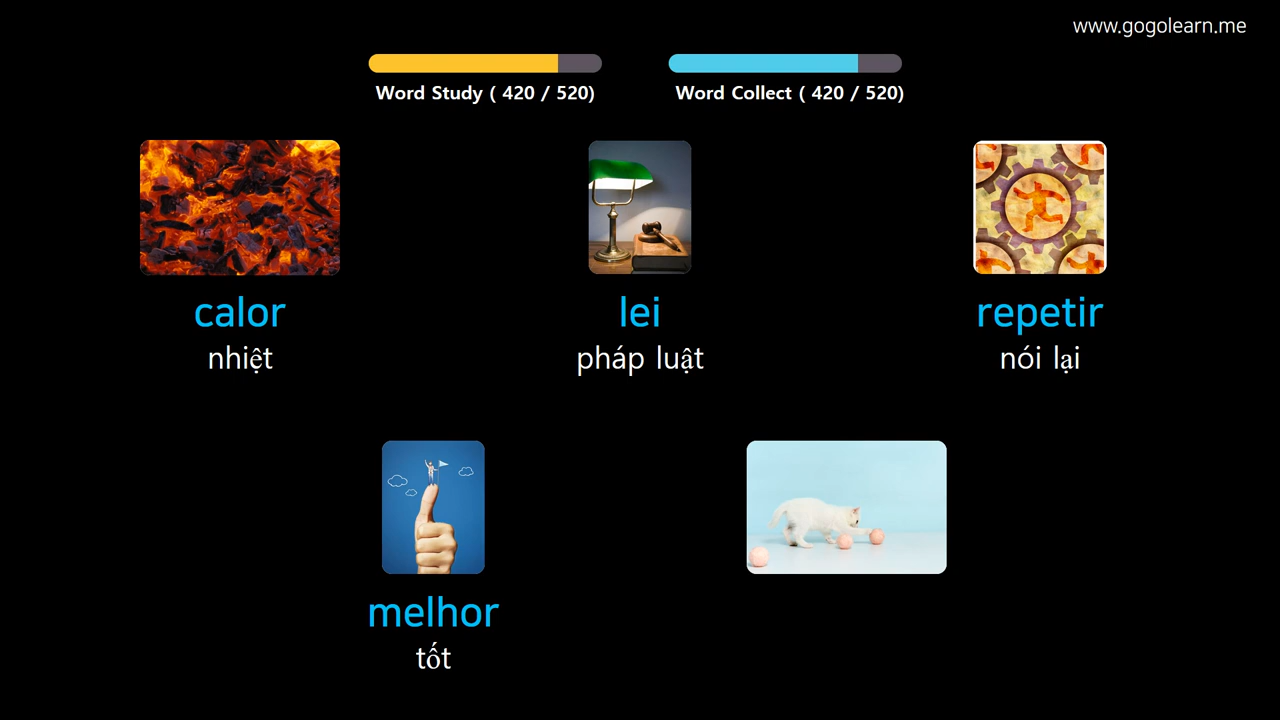 www.gogolearn.me
Word Study ( 420 / 520)
Word Collect ( 420 / 520)
calor
nhiệt
lei
pháp luật
repetir
nói lại
melhor
tốt